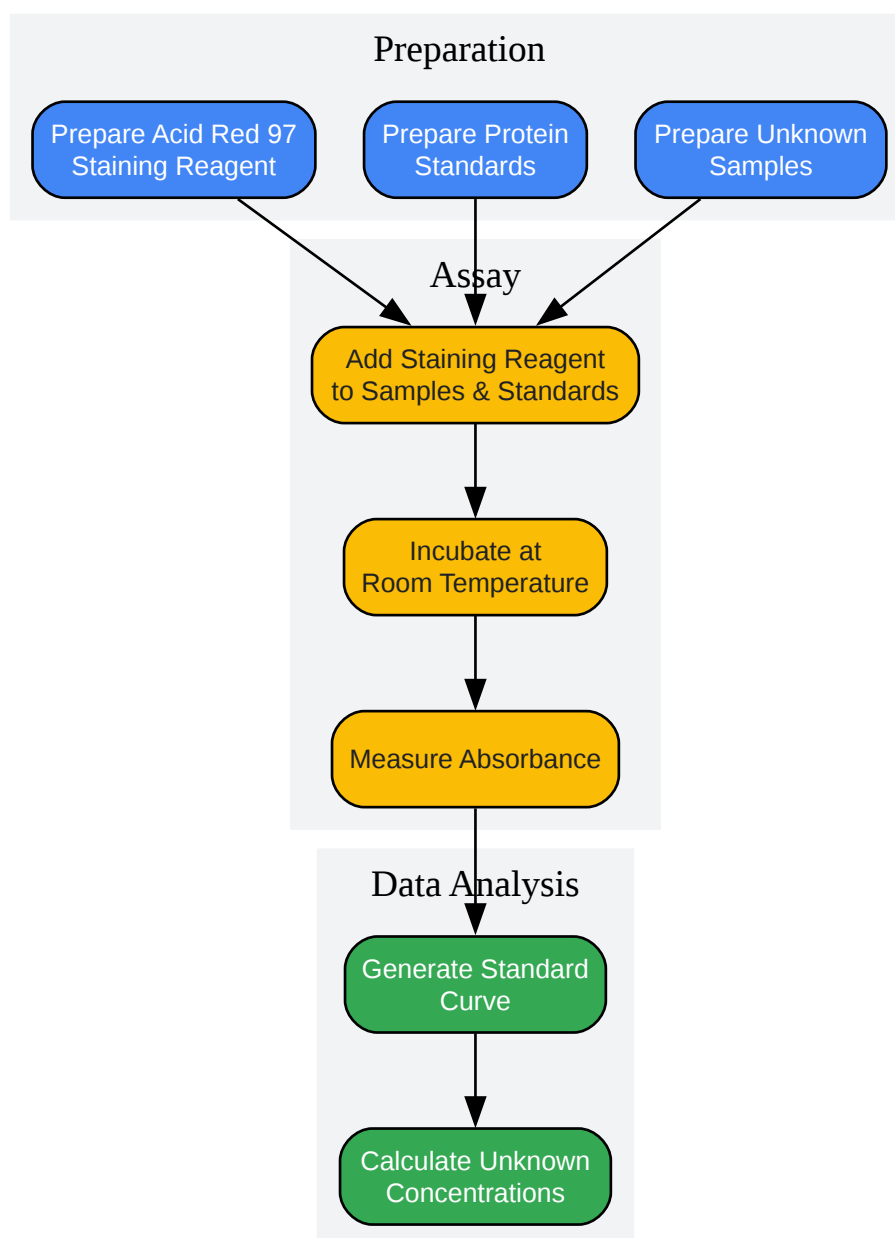 Preparation
Prepare Acid Red 97
Staining Reagent
Prepare Protein
Standards
Prepare Unknown
Samples
Assay
Add Staining Reagent
to Samples & Standards
Incubate at
Room Temperature
Measure Absorbance
Data Analysis
Generate Standard
Curve
Calculate Unknown
Concentrations